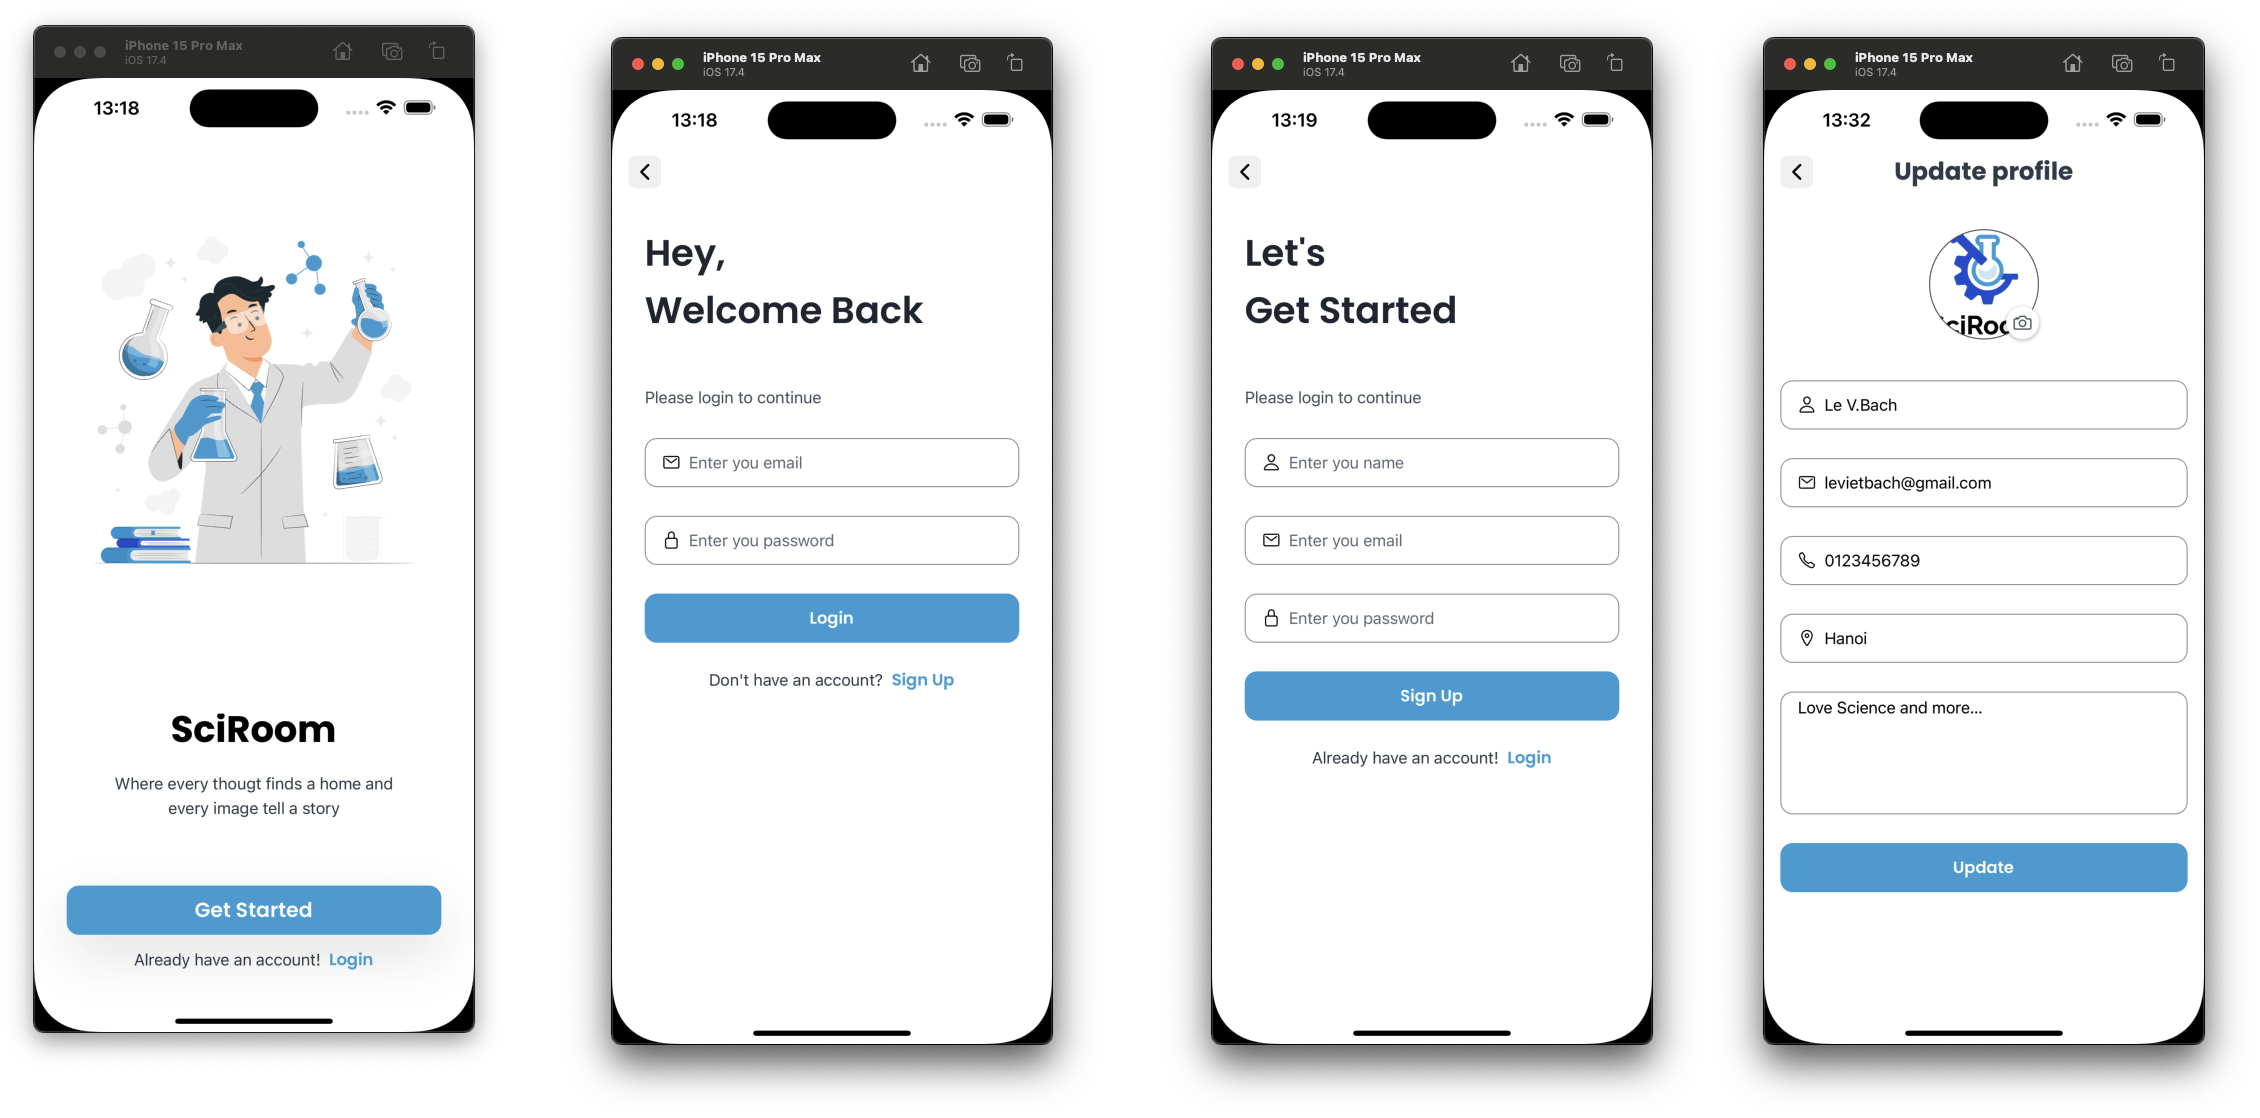 iPhone 15 Pro Max
iOS 17.4
13:18
SciRoom
Where every thougt finds a home and
every image tell a story
Get Started
Already have an account! Login
iPhone 15 Pro Max
iOS 17.4
13:18
Hey,
Welcome Back
Please login to continue
Enter you email
Enter you password
Login
Don't have an account? Sign Up
iPhone 15 Pro Max
iOS 17.4
13:19
Let's
Get Started
Please login to continue
Enter you name
Enter you email
Enter you password
Sign Up
Already have an account! Login
iPhone 15 Pro Max
iOS 17.4
13:32
Update profile
Le V.Bach
levietbach@gmail.com
0123456789
Hanoi
Love Science and more...
Update